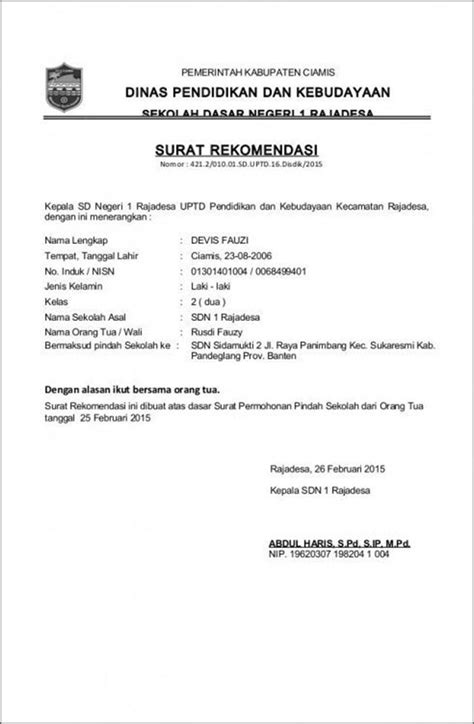 PEMERINTAH KABUPATEN CIAMIS
DINAS PENDIDIKAN DAN KEBUDAYAAN
SEKOLAH DASAR NEGERI 1 RAJADESA
SURAT REKOMENDASI
Nomor : 421.2/010.01.SD.UPTD.16.Disdik/2015
Kepala SD Negeri 1 Rajadesa UPTD Pendidikan dan Kebudayaan Kecamatan Rajadesa,
dengan ini menerangkan :
Nama Lengkap : DEVIS FAUZI
Tempat, Tanggal Lahir : Ciamis, 23-08-2006
No. Induk / NISN : 01301401004 / 0068499401
Jenis Kelamin : Laki - laki
Kelas : 2 ( dua )
Nama Sekolah Asal : SDN 1 Rajadesa
Nama Orang Tua / Wali : Rusdi Fauzy
Bermaksud pindah Sekolah ke : SDN Sidamukti 2 Jl. Raya Panimbang Kec. Sukaresmi Kab.
Pandeglang Prov. Banten
Dengan alasan ikut bersama orang tua.
Surat Rekomendasi ini dibuat atas dasar Surat Permohonan Pindah Sekolah dari Orang Tua
tanggal 25 Februari 2015
Rajadesa, 26 Februari 2015
Kepala SDN 1 Rajadesa
ABDUL HARIS, S.Pd. S.IP, M.Pd.
NIP. 19620307 198204 1 004